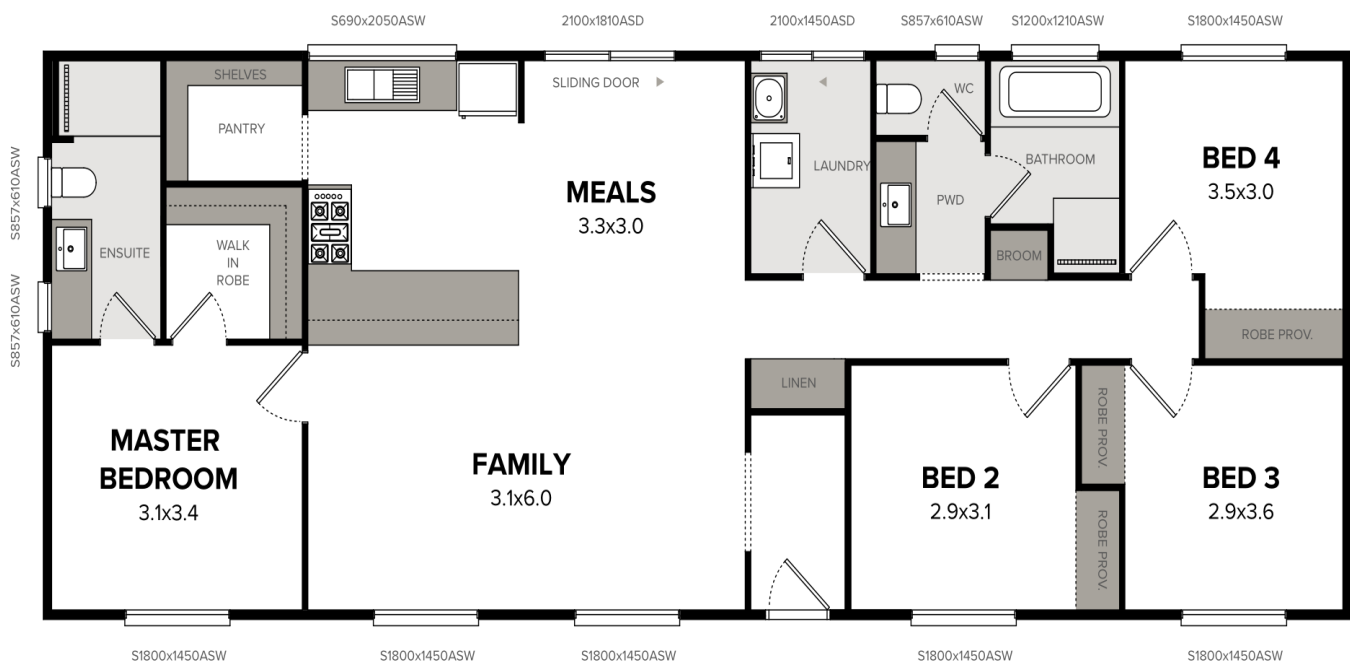 S690x2050ASW
2100x1810ASD
2100x1450ASD
S857x610ASW
S1200x1210ASW
S1800x1450ASW
SHELVES
PANTRY
SLIDING DOOR
WC
LAUNDRY
BATHROOM
PWD
BROOM
BED 4
3.5x3.0
MEALS
3.3x3.0
S857x610ASW
S857x610ASW
ENSUITE
WALK
IN
ROBE
ROBE PROV.
LINEN
ROBE PROV.
ROBE PROV.
MASTER
BEDROOM
3.1x3.4
FAMILY
3.1x6.0
BED 2
2.9x3.1
BED 3
2.9x3.6
S1800x1450ASW
S1800x1450ASW
S1800x1450ASW
S1800x1450ASW
S1800x1450ASW